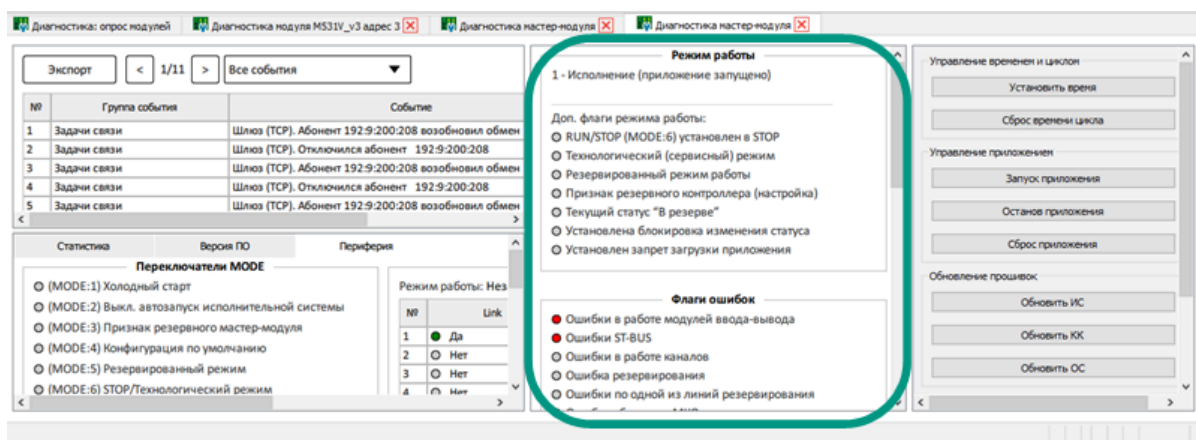 Диагностика: опрос модулей
Диагностика модуля M531V_v3 адрес 3
Диагностика мастер-модуля
Диагностика мастер-модуля
Экспорт < 1/11 > Все события
№ Группа события Событие
1 Задачи связи Шлюз (TCP). Абонент 192:9:200:208 возобновил обмен
2 Задачи связи Шлюз (TCP). Отключился абонент 192:9:200:208
3 Задачи связи Шлюз (TCP). Абонент 192:9:200:208 возобновил обмен
4 Задачи связи Шлюз (TCP). Отключился абонент 192:9:200:208
5 Задачи связи Шлюз (TCP). Абонент 192:9:200:208 возобновил обмен
Статистика Версия ПО Периферия
Переключатели MODE
(MODE:1) Холодный старт
(MODE:2) Выкл. автозапуск исполнительной системы
(MODE:3) Признак резервного мастер-модуля
(MODE:4) Конфигурация по умолчанию
(MODE:5) Резервированный режим
(MODE:6) STOP/Технологический режим
Режим работы: Нез
№ Link
1 Да
2 Нет
3 Нет
4 Нет
Режим работы
1 - Исполнение (приложение запущено)
Доп. флаги режима работы:
RUN/STOP (MODE:6) установлен в STOP
Технологический (сервисный) режим
Резервированный режим работы
Признак резервного контроллера (настройка)
Текущий статус "В резерве"
Установлена блокировка изменения статуса
Установлен запрет загрузки приложения
Флаги ошибок
Ошибки в работе модулей ввода-вывода
Ошибки ST-BUS
Ошибки в работе каналов
Ошибка резервирования
Ошибки по одной из линий резервирования
Управление временем и циклом
Установить время
Сброс времени цикла
Управление приложением
Запуск приложения
Останов приложения
Сброс приложения
Обновление прошивок
Обновить ИС
Обновить КК
Обновить ОС